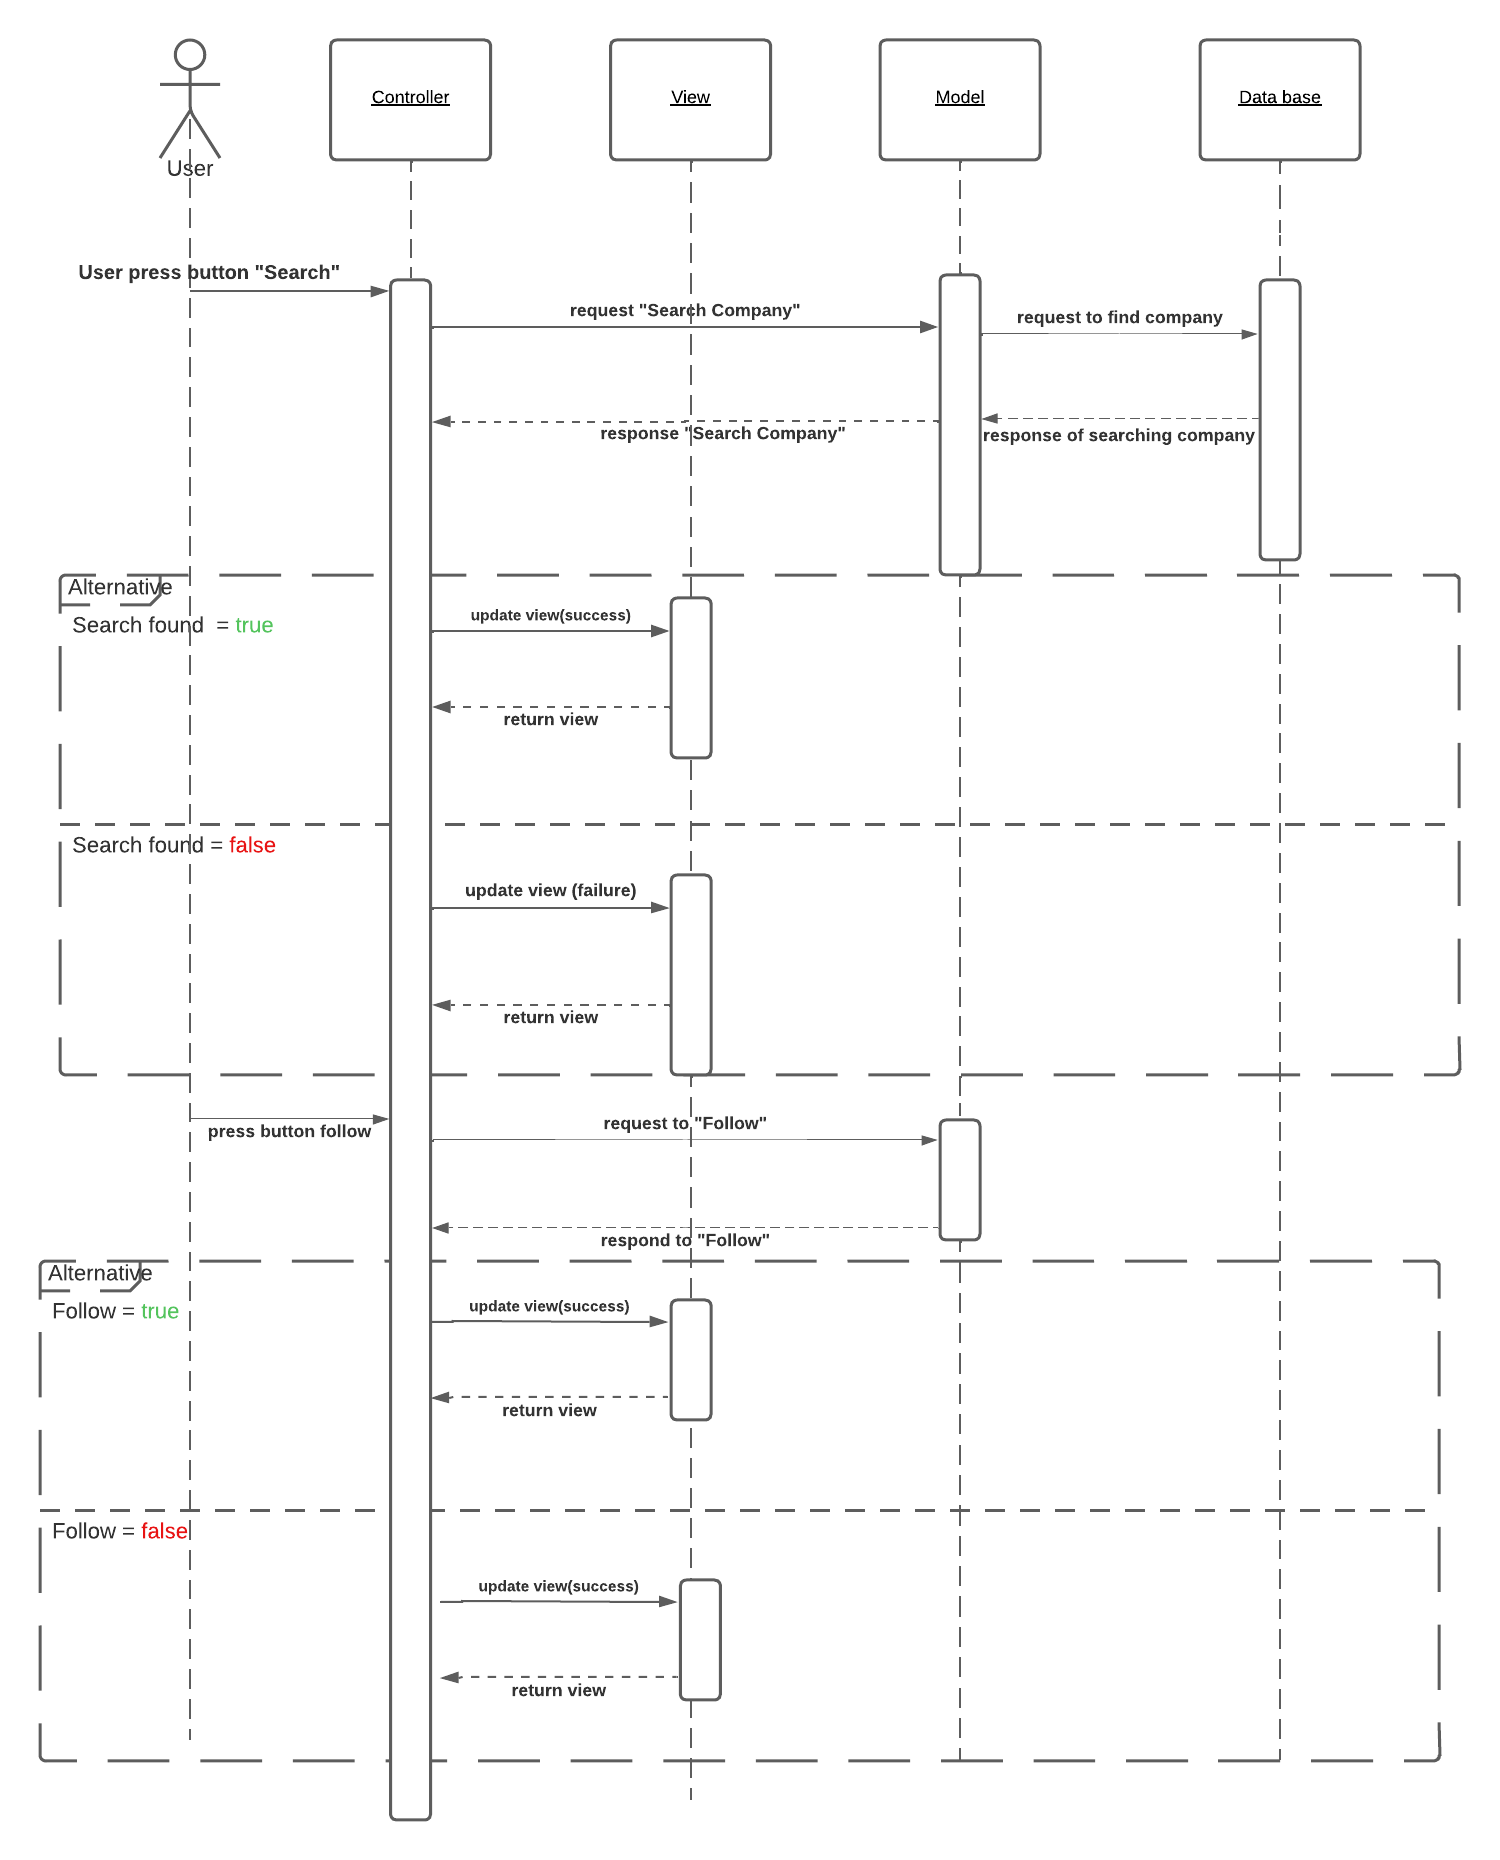 User
Controller
View
Model
Data base
User press button "Search"
request "Search Company"
request to find company
response "Search Company"
response of searching company
Alternative
Search found = true
update view(success)
return view
Search found = false
update view (failure)
return view
press button follow
request to "Follow"
respond to "Follow"
Alternative
Follow = true
update view(success)
return view
Follow = false
update view(success)
return view